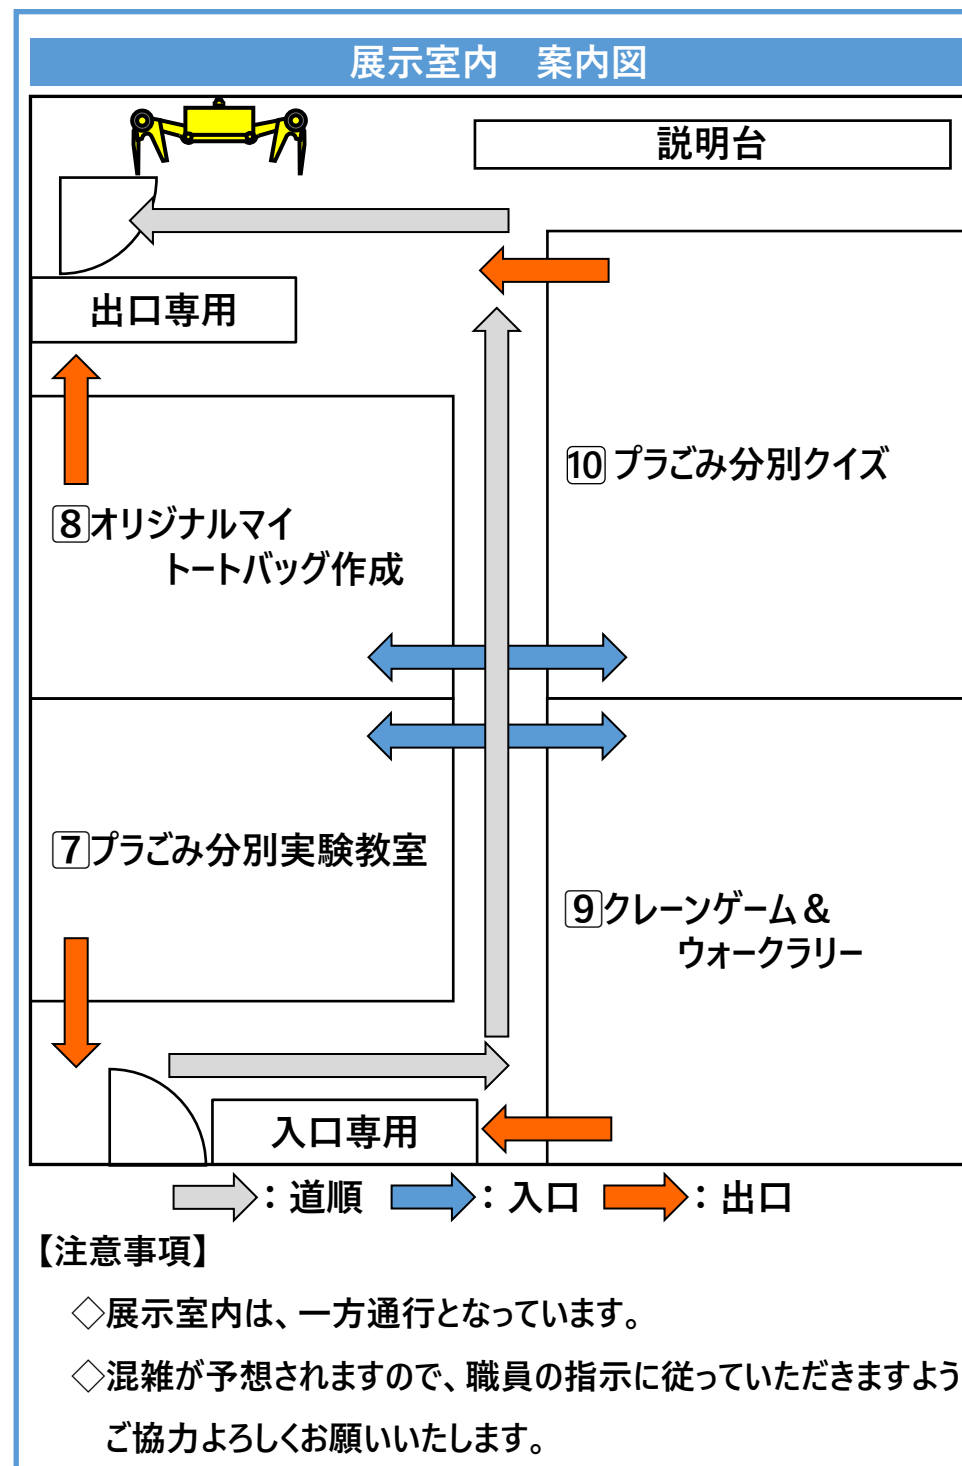 展示室内　案内図
説明台
出口専用
10 プラごみ分別クイズ
8 オリジナルマイ
トートバッグ作成
7 プラごみ分別実験教室
9 クレーンゲーム＆
ウォークラリー
入口専用
：道順 ：入口 ：出口
【注意事項】
◇展示室内は、一方通行となっています。
◇混雑が予想されますので、職員の指示に従っていただきますよう
ご協力よろしくお願いいたします。